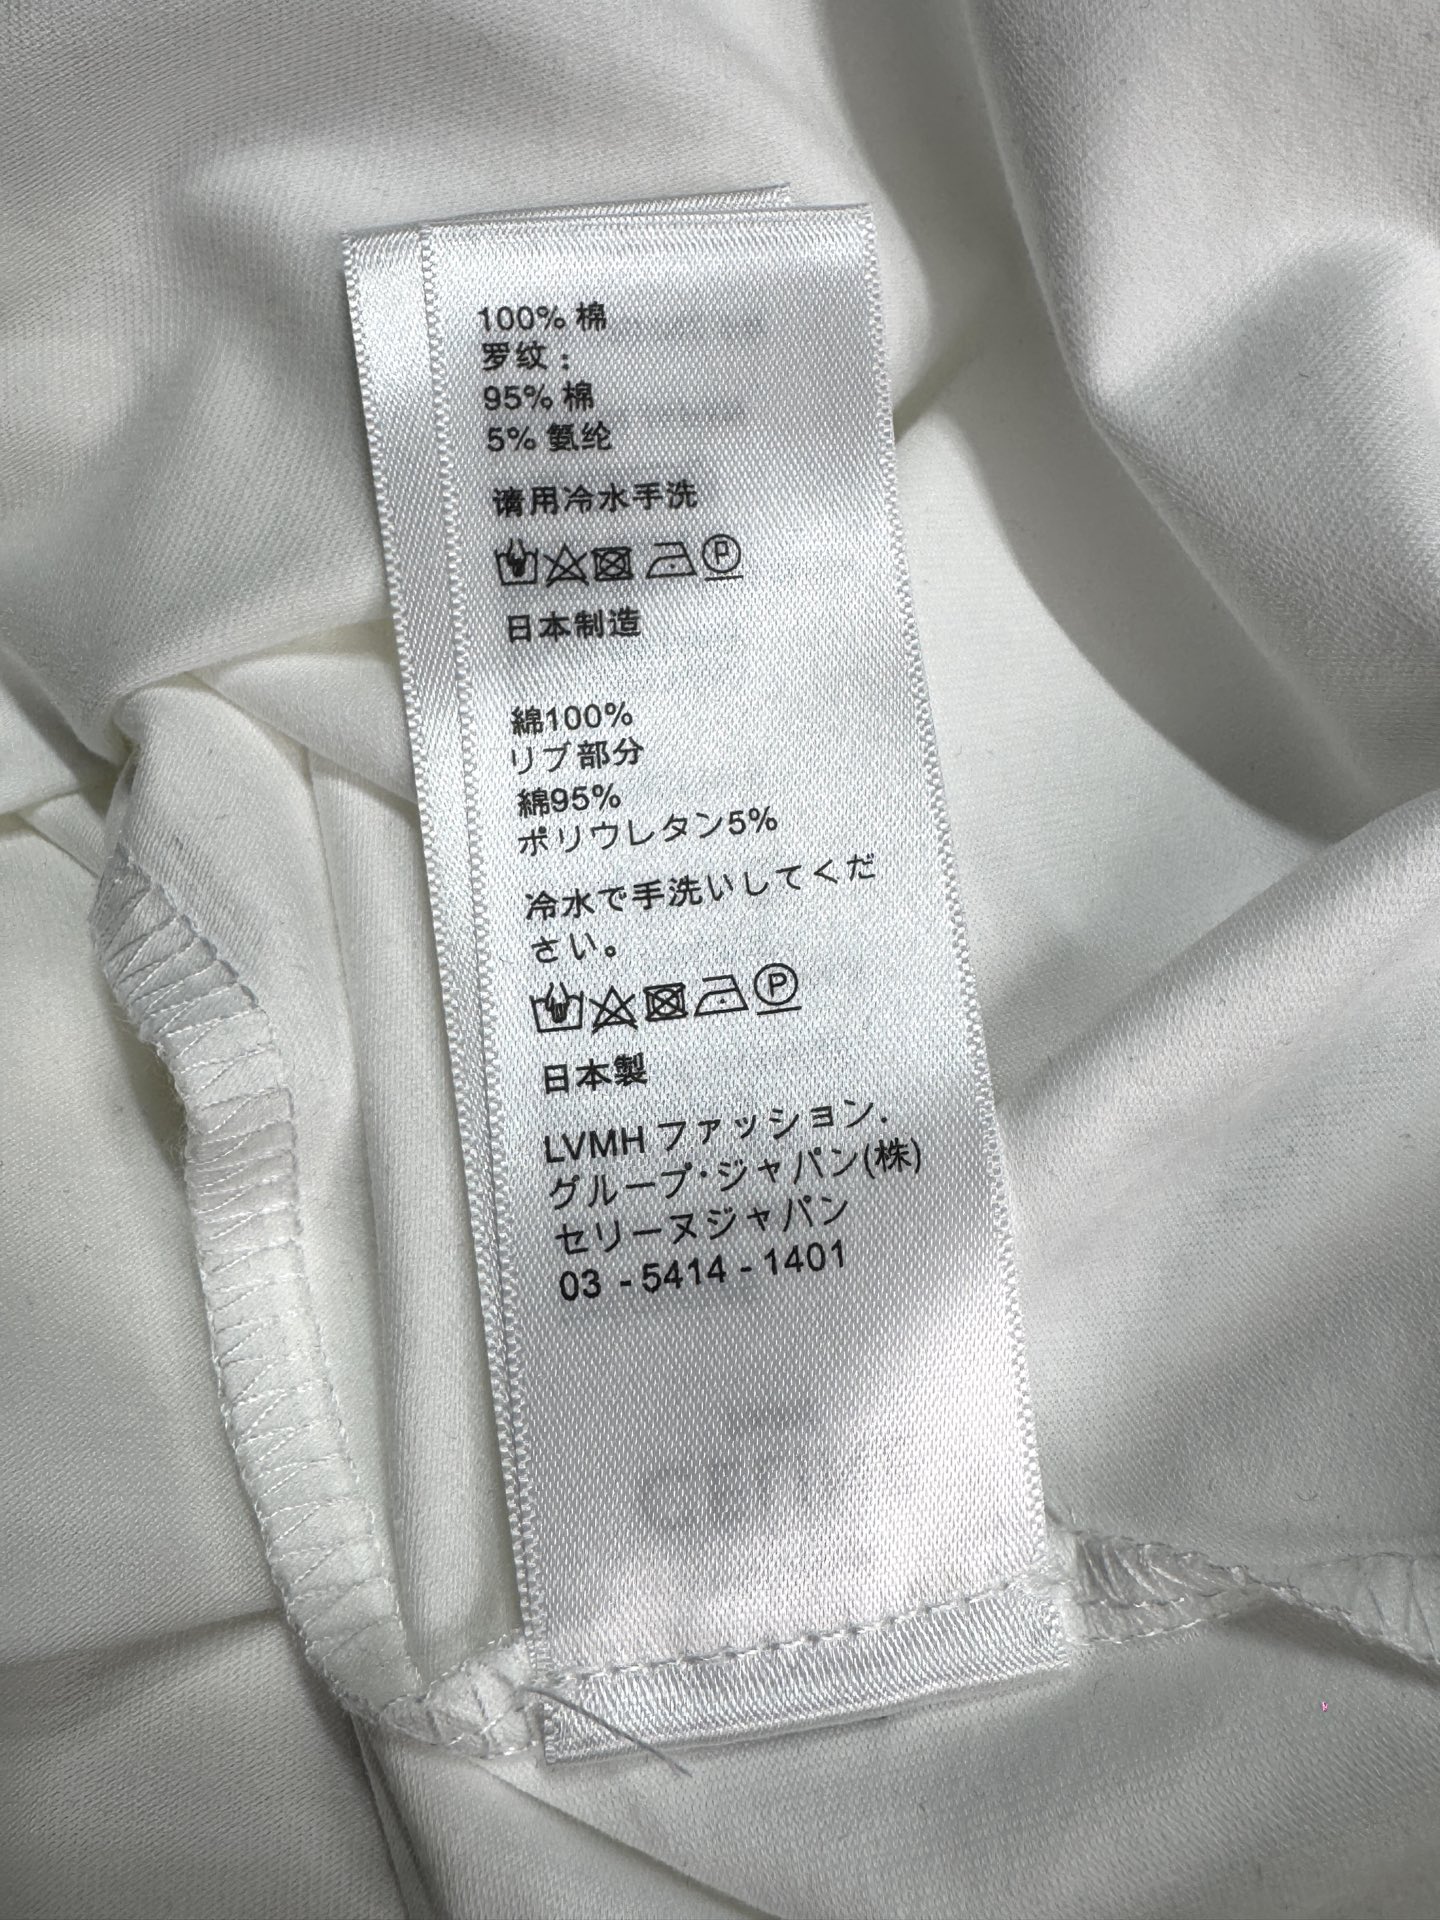 100% 棉
罗纹：
95% 棉
5% 氨纶
请用冷水手洗
P
日本制造
綿100%
リブ部分
綿95%
ポリウレタン5%
冷水で手洗いしてくだ
さい。
P
日本製
LVMH ファッション.
グループ・ジャパン(株)
セリーヌジャパン
03 - 5414 - 1401